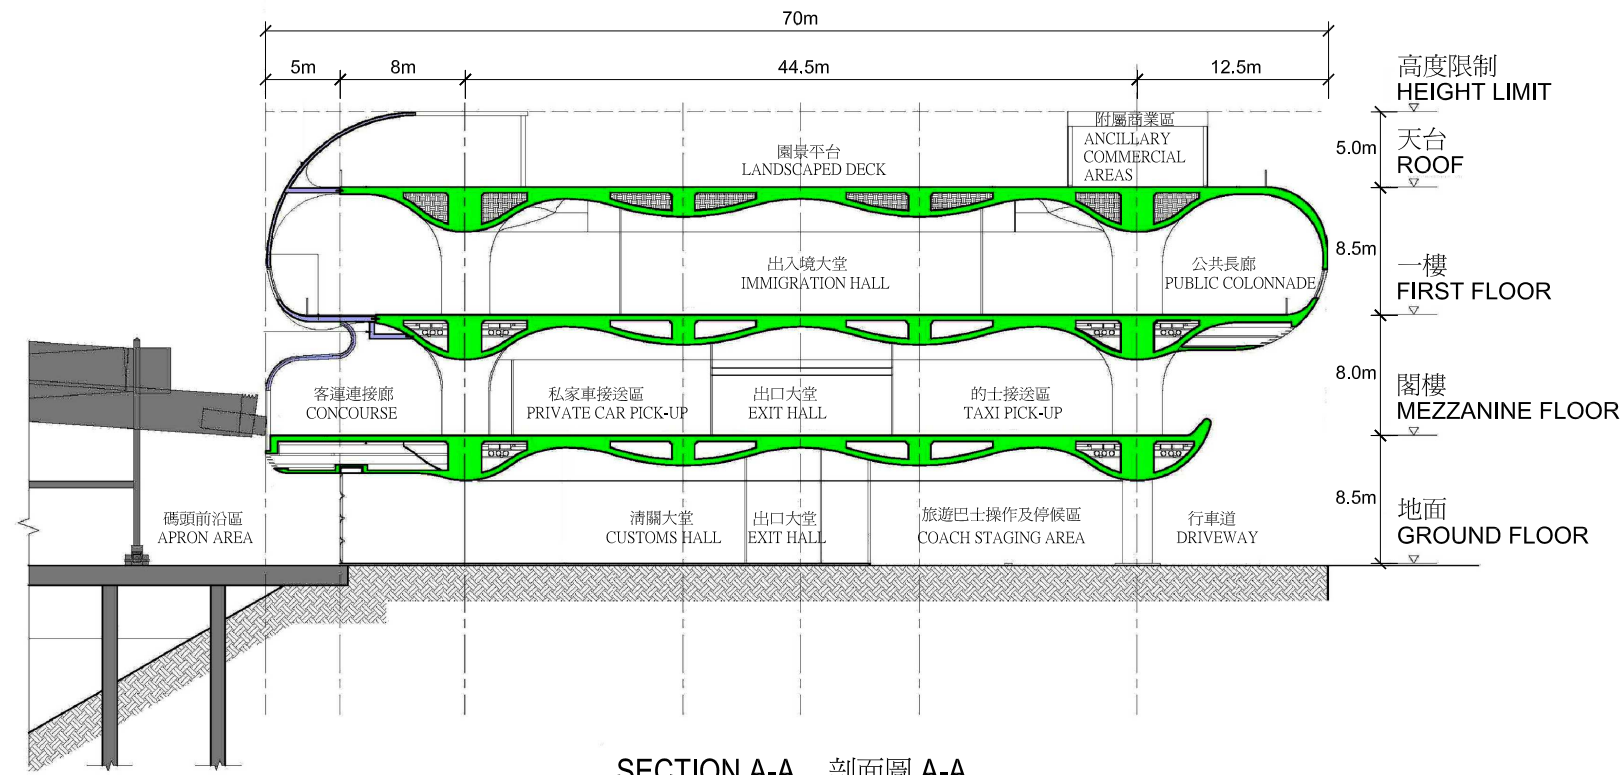 70m
5m
8m
44.5m
12.5m
高度限制
HEIGHT LIMIT
附屬商業區
ANCILLARY
COMMERCIAL
AREAS
園景平台
LANDSCAPED DECK
5.0m
天台
ROOF
8.5m
出入境大堂
IMMIGRATION HALL
公共長廊
PUBLIC COLONNADE
一樓
FIRST FLOOR
8.0m
客運連接廊
CONCOURSE
私家車接送區
PRIVATE CAR PICK-UP
出口大堂
EXIT HALL
的士接送區
TAXI PICK-UP
閣樓
MEZZANINE FLOOR
8.5m
碼頭前沿區
APRON AREA
清關大堂
CUSTOMS HALL
出口大堂
EXIT HALL
旅遊巴士操作及停候區
COACH STAGING AREA
行車道
DRIVEWAY
地面
GROUND FLOOR
SECTION A-A 剖面圖 A-A